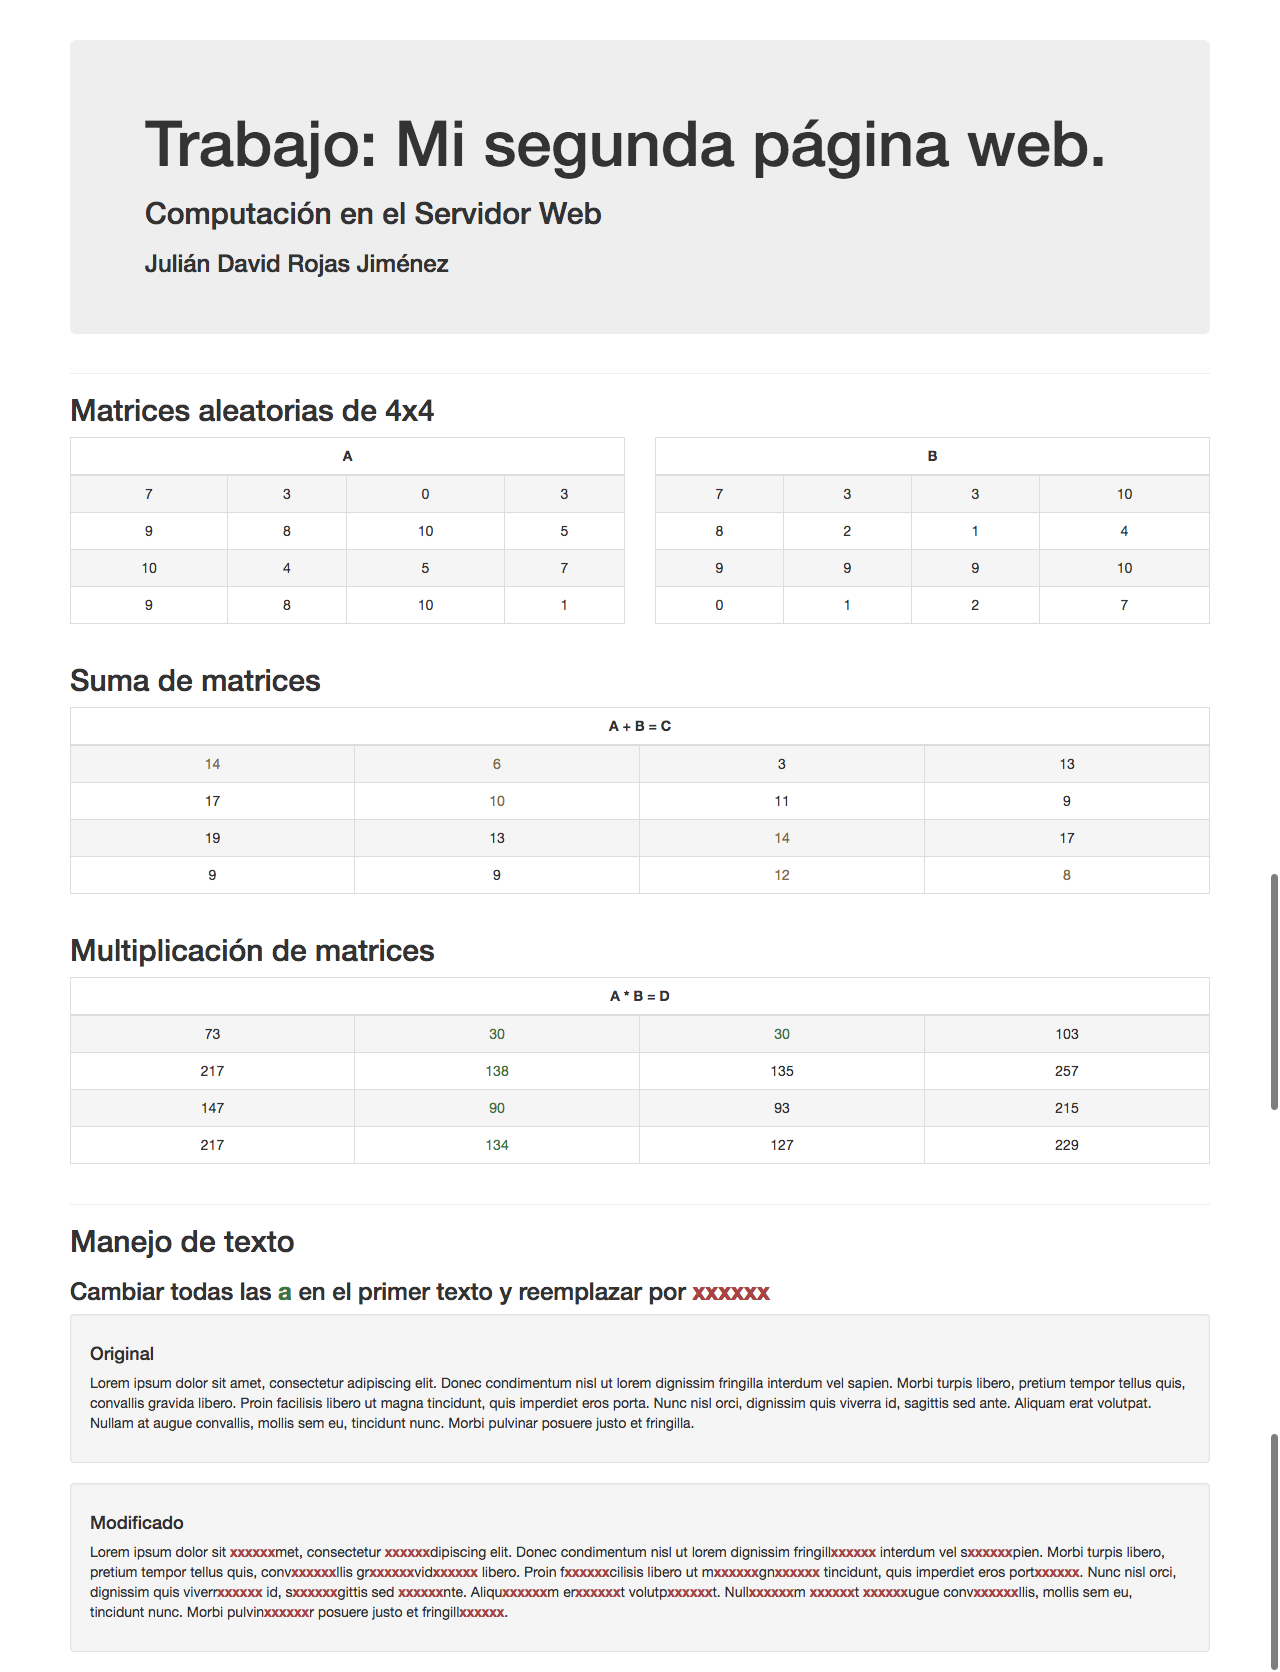 Trabajo: Mi segunda página web.
Computación en el Servidor Web
Julián David Rojas Jiménez
Matrices aleatorias de 4x4
A
7 3 0 3
9 8 10 5
10 4 5 7
9 8 10 1
B
7 3 3 10
8 2 1 4
9 9 9 10
0 1 2 7
Suma de matrices
A + B = C
14 6 3 13
17 10 11 9
19 13 14 17
9 9 12 8
Multiplicación de matrices
A * B = D
73 30 30 103
217 138 135 257
147 90 93 215
217 134 127 229
Manejo de texto
Cambiar todas las a en el primer texto y reemplazar por xxxxxx
Original
Lorem ipsum dolor sit amet, consectetur adipiscing elit. Donec condimentum nisl ut lorem dignissim fringilla interdum vel sapien. Morbi turpis libero, pretium tempor tellus quis,
convallis gravida libero. Proin facilisis libero ut magna tincidunt, quis imperdiet eros porta. Nunc nisl orci, dignissim quis viverra id, sagittis sed ante. Aliquam erat volutpat.
Nullam at augue convallis, mollis sem eu, tincidunt nunc. Morbi pulvinar posuere justo et fringilla.
Modificado
Lorem ipsum dolor sit xxxxxxmet, consectetur xxxxxxdipiscing elit. Donec condimentum nisl ut lorem dignissim fringillxxxxxx interdum vel sxxxxxxpien. Morbi turpis libero,
pretium tempor tellus quis, convxxxxxxllis grxxxxxxvidxxxxxx libero. Proin fxxxxxxcilisis libero ut mxxxxxxgnxxxxxx tincidunt, quis imperdiet eros portxxxxxx. Nunc nisl orci,
dignissim quis viverrxxxxxx id, sxxxxxxgittis sed xxxxxxnte. Aliquxxxxxxm erxxxxxxt volutpxxxxxxt. Nullxxxxxxm xxxxxxt xxxxxxugue convxxxxxxllis, mollis sem eu,
tincidunt nunc. Morbi pulvinxxxxxxr posuere justo et fringillxxxxxx.